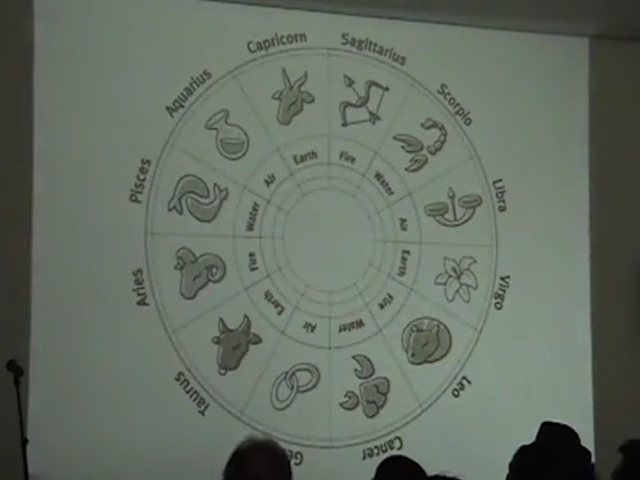 Capricorn
Sagittarius
Scorpio
Libra
Virgo
Leo
Cancer
Ge
Taurus
Aries
Pisces
Aquarius
Earth
Fire
Water
Air
Earth
Fire
Water
Air
Earth
Fire
Water
Air